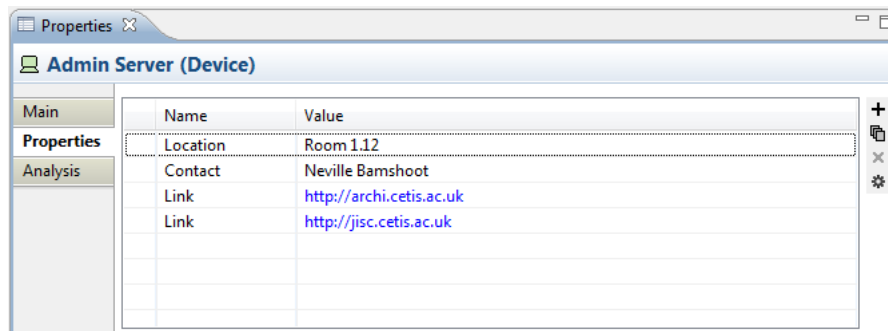 Properties
Admin Server (Device)
Main
Properties
Analysis
Name Value
Location Room 1.12
Contact Neville Bamshoot
Link http://archi.cetis.ac.uk
Link http://jisc.cetis.ac.uk